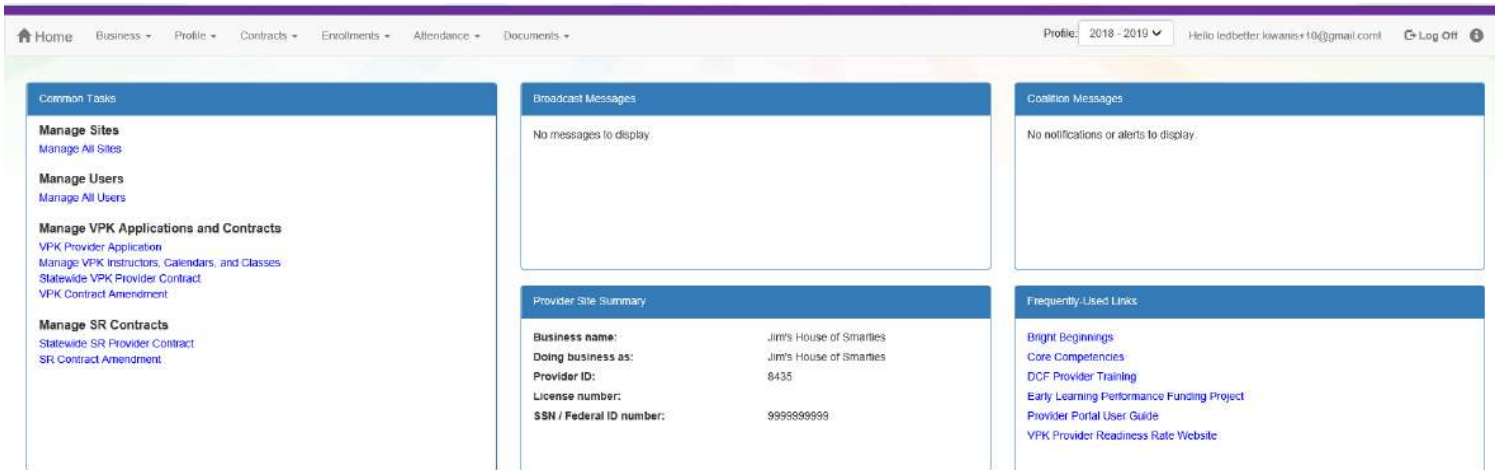 Home Business Profile Contracts Enrollments Attendance Documents Profile: 2018 - 2019 Hello ledbetter.kiwanis+10@gmail.com! Log Off
Common Tasks
Manage Sites
Manage All Sites
Manage Users
Manage All Users
Manage VPK Applications and Contracts
VPK Provider Application
Manage VPK Instructors, Calendars, and Classes
Statewide VPK Provider Contract
VPK Contract Amendment
Manage SR Contracts
Statewide SR Provider Contract
SR Contract Amendment
Broadcast Messages
No messages to display.
Coalition Messages
No notifications or alerts to display.
Provider Site Summary
Business name: Jim's House of Smarties
Doing business as: Jim's House of Smarties
Provider ID: 8435
License number:
SSN / Federal ID number: 9999999999
Frequently-Used Links
Bright Beginnings
Core Competencies
DCF Provider Training
Early Learning Performance Funding Project
Provider Portal User Guide
VPK Provider Readiness Rate Website